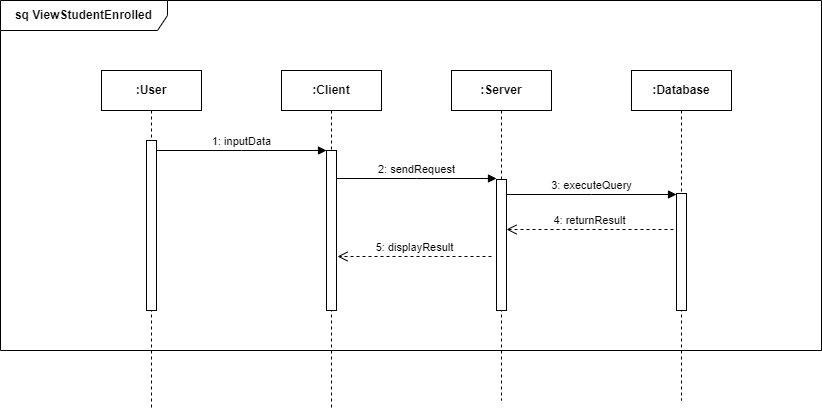 sq ViewStudentEnrolled
:User
:Client
:Server
:Database
1: inputData
2: sendRequest
3: executeQuery
4: returnResult
5: displayResult